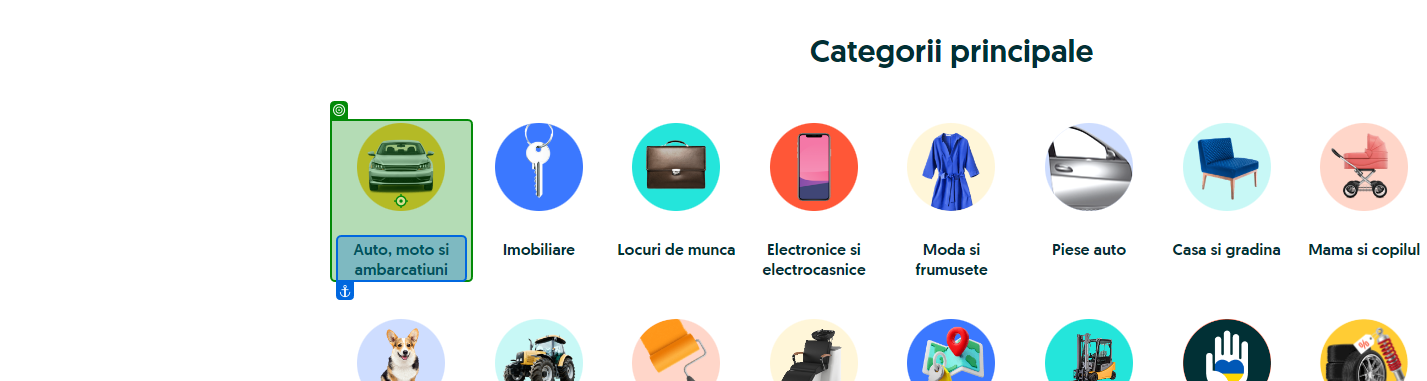 Categorii principale
Auto, moto si
ambarcatiuni
Imobiliare
Locuri de munca
Electronice si
electrocasnice
Moda si
frumusete
Piese auto
Casa si gradina
Mama si copilul
%